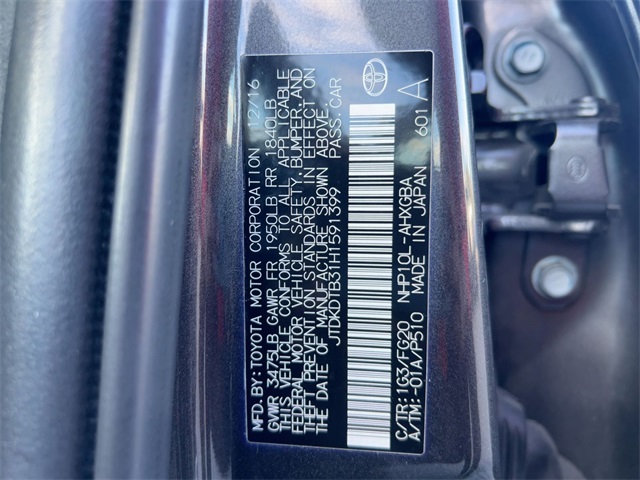 MFD.BY:TOYOTA MOTOR CORPORATION 12/16
GVWR 3475LB GAWR FR 1950LB RR 1840LB
THIS VEHICLE CONFORMS TO ALL APPLICABLE
FEDERAL MOTOR VEHICLE SAFETY,BUMPER,AND
THEFT PREVENTION STANDARDS IN EFFECT ON
THE DATE OF MANUFACTURE SHOWN ABOVE.
JTDKDTB31H1591399 PASS.CAR
C/TR:1G3/FG20 NHP10L-AHXGBA
A/TM:-01A/P510 MADE IN JAPAN 601
A